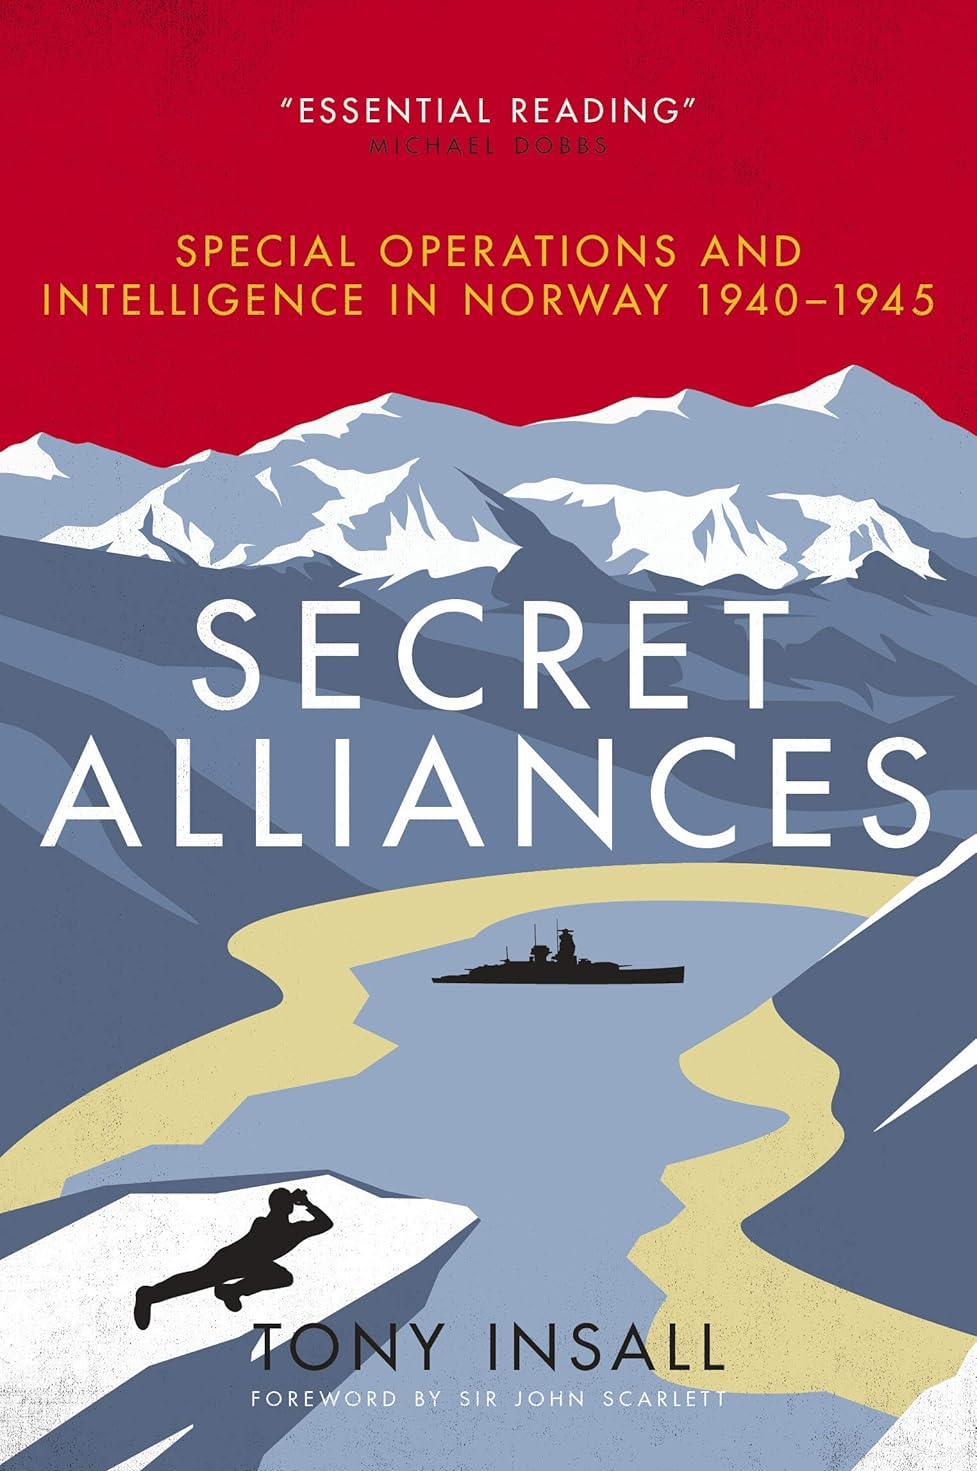 “ESSENTIAL READING”
MICHAEL DOBBS
SPECIAL OPERATIONS AND
INTELLIGENCE IN NORWAY 1940–1945
SECRET
ALLIANCES
TONY INSALL
FOREWORD BY SIR JOHN SCARLETT